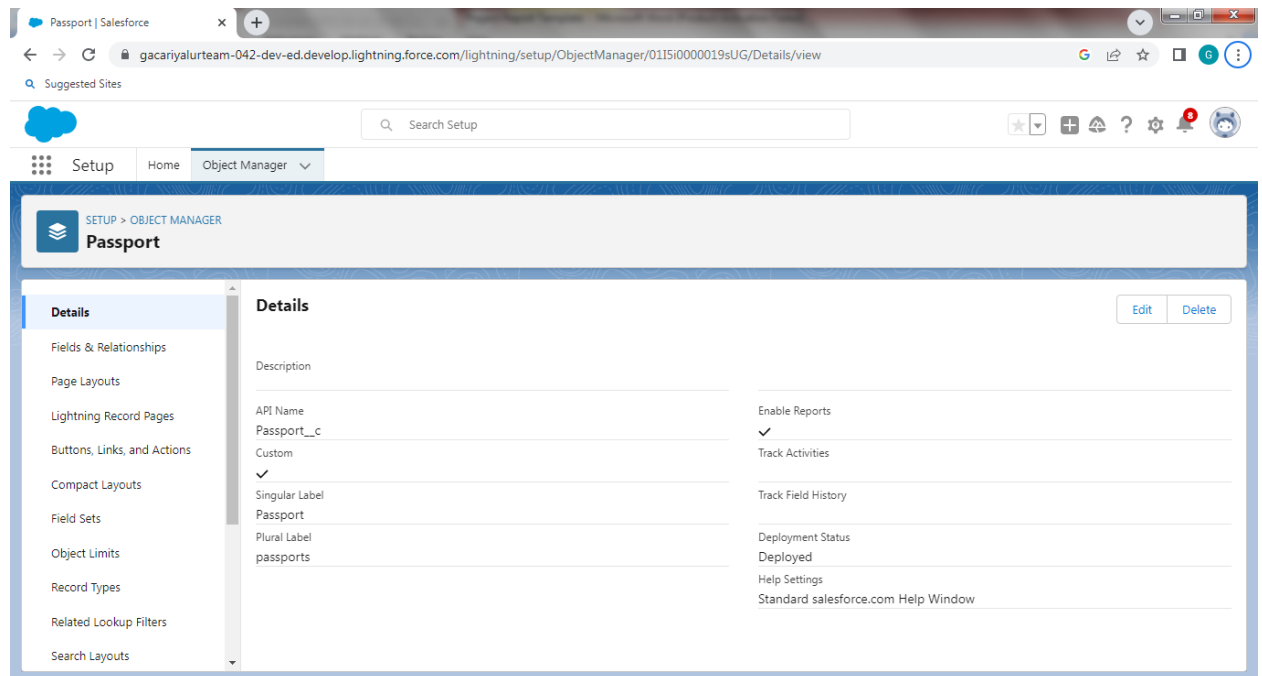 Passport | Salesforce
gacariyalurteam-042-dev-ed.develop.lightning.force.com/lightning/setup/ObjectManager/01I5i0000019sUG/Details/view
G
G
Suggested Sites
Search Setup
8
Setup
Home
Object Manager
SETUP > OBJECT MANAGER
Passport
Details
Fields & Relationships
Page Layouts
Lightning Record Pages
Buttons, Links, and Actions
Compact Layouts
Field Sets
Object Limits
Record Types
Related Lookup Filters
Search Layouts
Details
Edit
Delete
Description
API Name
Passport__c
Custom
Singular Label
Passport
Plural Label
passports
Enable Reports
Track Activities
Track Field History
Deployment Status
Deployed
Help Settings
Standard salesforce.com Help Window